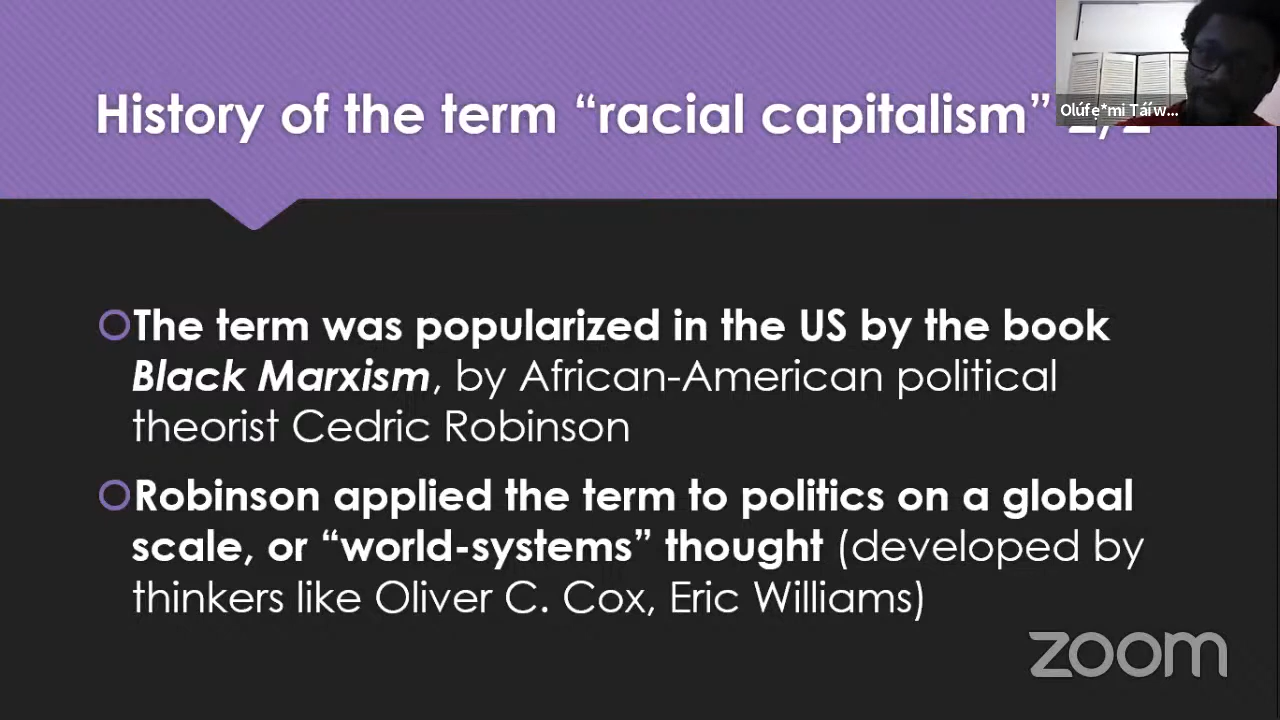 History of the term “racial capitalism” 2/2
Olúfẹ*mi Táíw...
The term was popularized in the US by the book
Black Marxism, by African-American political
theorist Cedric Robinson
Robinson applied the term to politics on a global
scale, or “world-systems” thought (developed by
thinkers like Oliver C. Cox, Eric Williams)
zoom